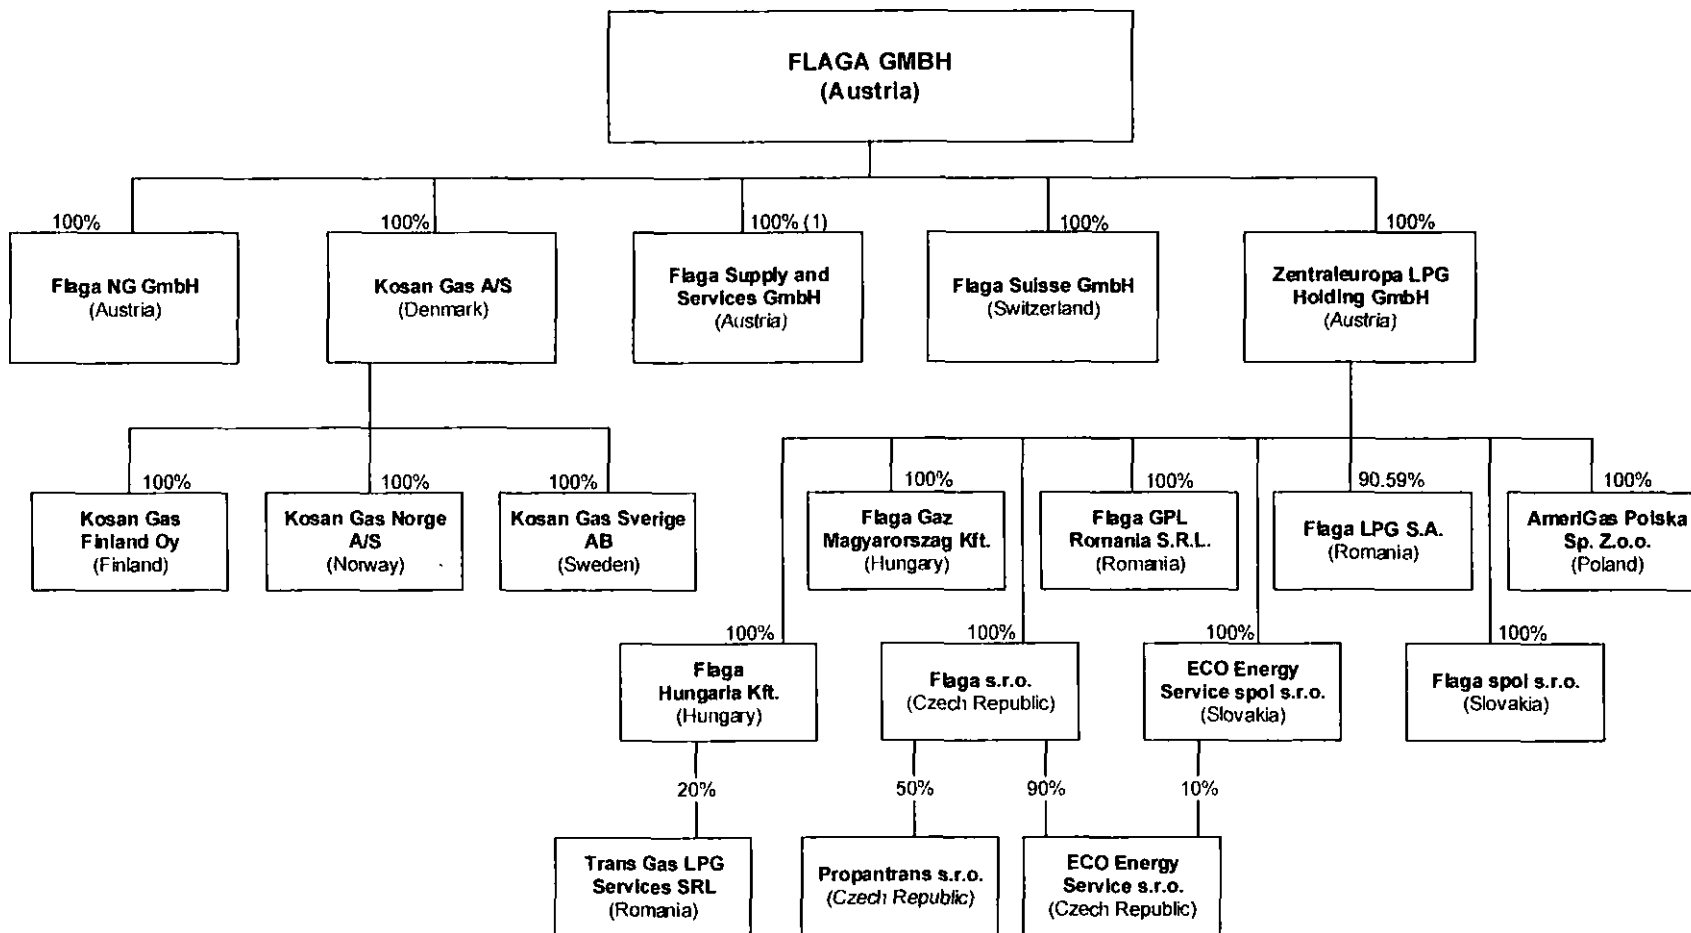 FLAGA GMBH
(Austria)
100%
100%
100% (1)
100%
100%
Flaga NG GmbH
(Austria)
Kosan Gas A/S
(Denmark)
Flaga Supply and
Services GmbH
(Austria)
Flaga Suisse GmbH
(Switzerland)
Zentraleuropa LPG
Holding GmbH
(Austria)
100%
100%
100%
100%
100%
90.59%
100%
Kosan Gas
Finland Oy
(Finland)
Kosan Gas Norge
A/S
(Norway)
Kosan Gas Sverige
AB
(Sweden)
Flaga Gaz
Magyarorszag Kft.
(Hungary)
Flaga GPL
Romania S.R.L.
(Romania)
Flaga LPG S.A.
(Romania)
AmeriGas Polska
Sp. Z.o.o.
(Poland)
100%
100%
100%
100%
Flaga
Hungaria Kft.
(Hungary)
Flaga s.r.o.
(Czech Republic)
ECO Energy
Service spol s.r.o.
(Slovakia)
Flaga spol s.r.o.
(Slovakia)
20%
50%
90%
10%
Trans Gas LPG
Services SRL
(Romania)
Propantrans s.r.o.
(Czech Republic)
ECO Energy
Service s.r.o.
(Czech Republic)